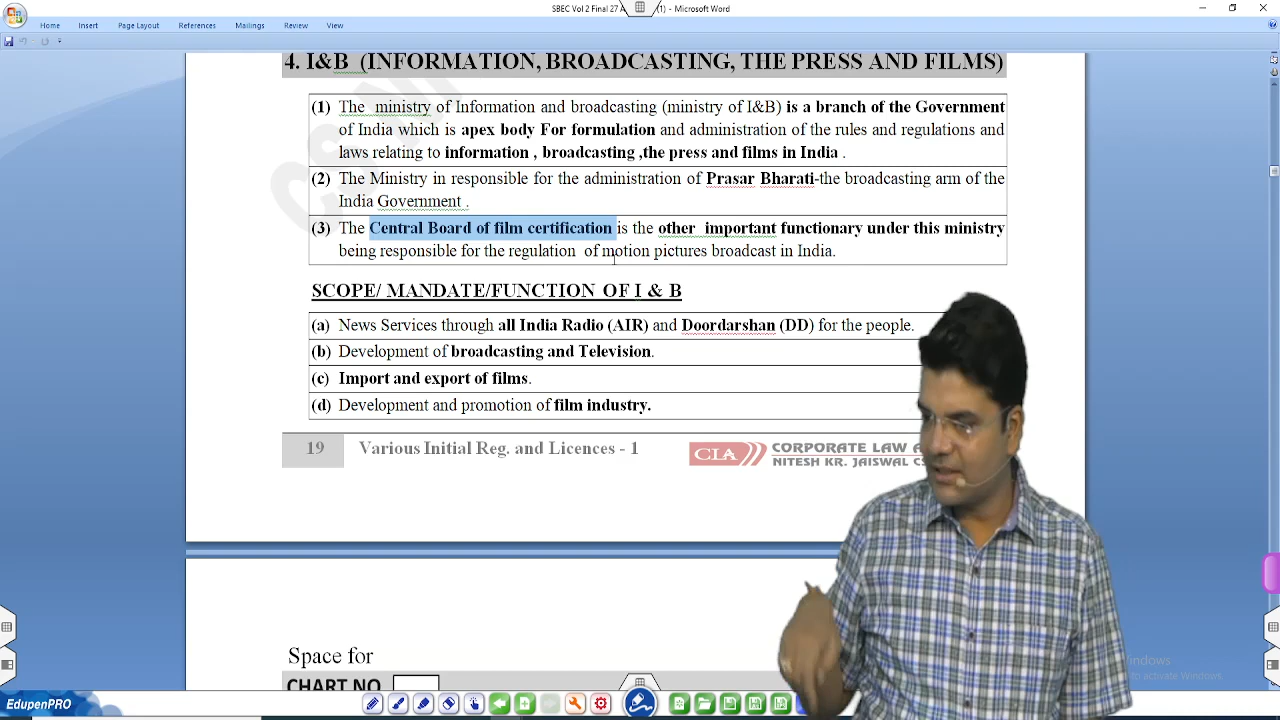 SBEC Vol 2 Final 27 A (1) - Microsoft Word
Home Insert Page Layout References Mailings Review View
4. I&B (INFORMATION, BROADCASTING, THE PRESS AND FILMS)
(1) The ministry of Information and broadcasting (ministry of I&B) is a branch of the Government
of India which is apex body For formulation and administration of the rules and regulations and
laws relating to information , broadcasting ,the press and films in India .
(2) The Ministry in responsible for the administration of Prasar Bharati-the broadcasting arm of the
India Government .
(3) The Central Board of film certification is the other important functionary under this ministry
being responsible for the regulation of motion pictures broadcast in India.
SCOPE/ MANDATE/FUNCTION OF I & B
(a) News Services through all India Radio (AIR) and Doordarshan (DD) for the people.
(b) Development of broadcasting and Television.
(c) Import and export of films.
(d) Development and promotion of film industry.
19 Various Initial Reg. and Licences - 1
CIA CORPORATE LAW A
NITESH KR. JAISWAL CS
Space for
CHART NO
indows
to activate Windows.
EdupenPRO